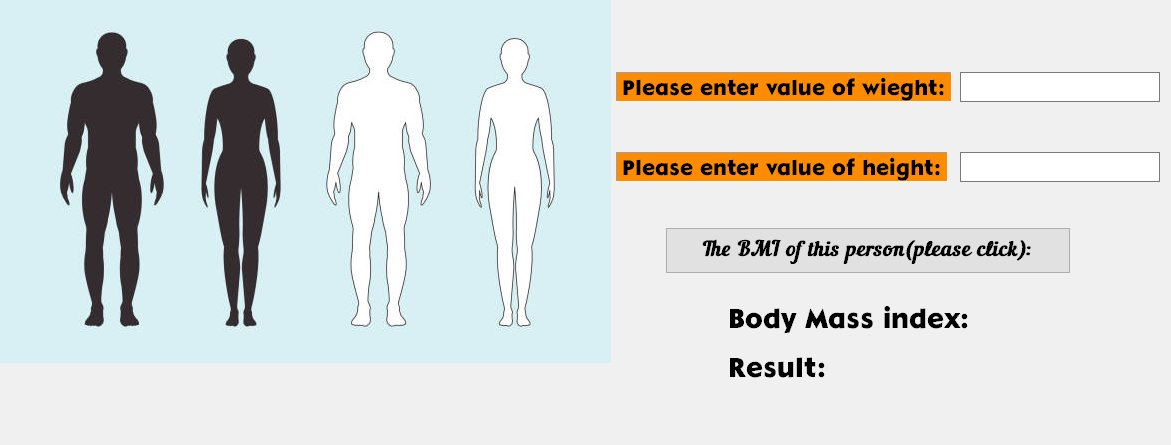 Please enter value of wieght:
Please enter value of height:
The BMI of this person(please click):
Body Mass index:
Result: